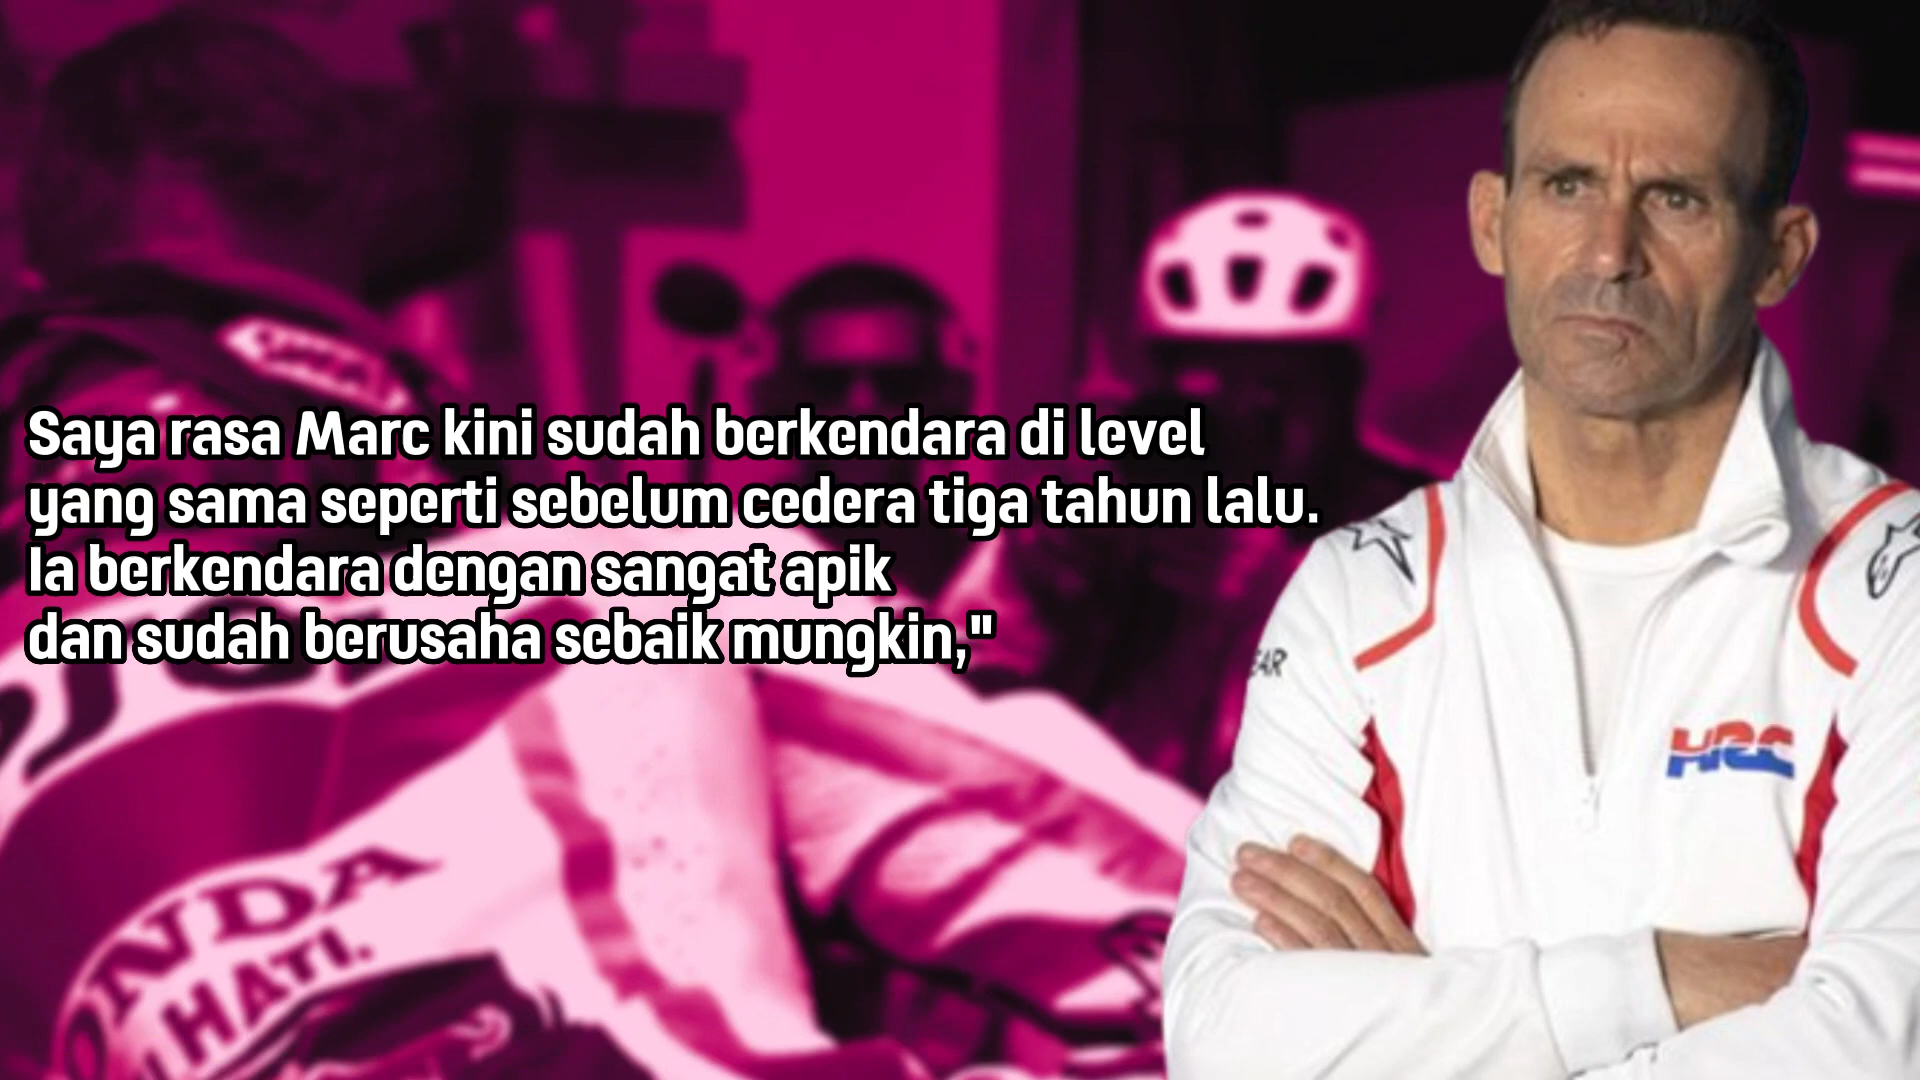 Saya rasa Marc kini sudah berkendara di level
yang sama seperti sebelum cedera tiga tahun lalu.
Ia berkendara dengan sangat apik
dan sudah berusaha sebaik mungkin,"
HRC
HATI.